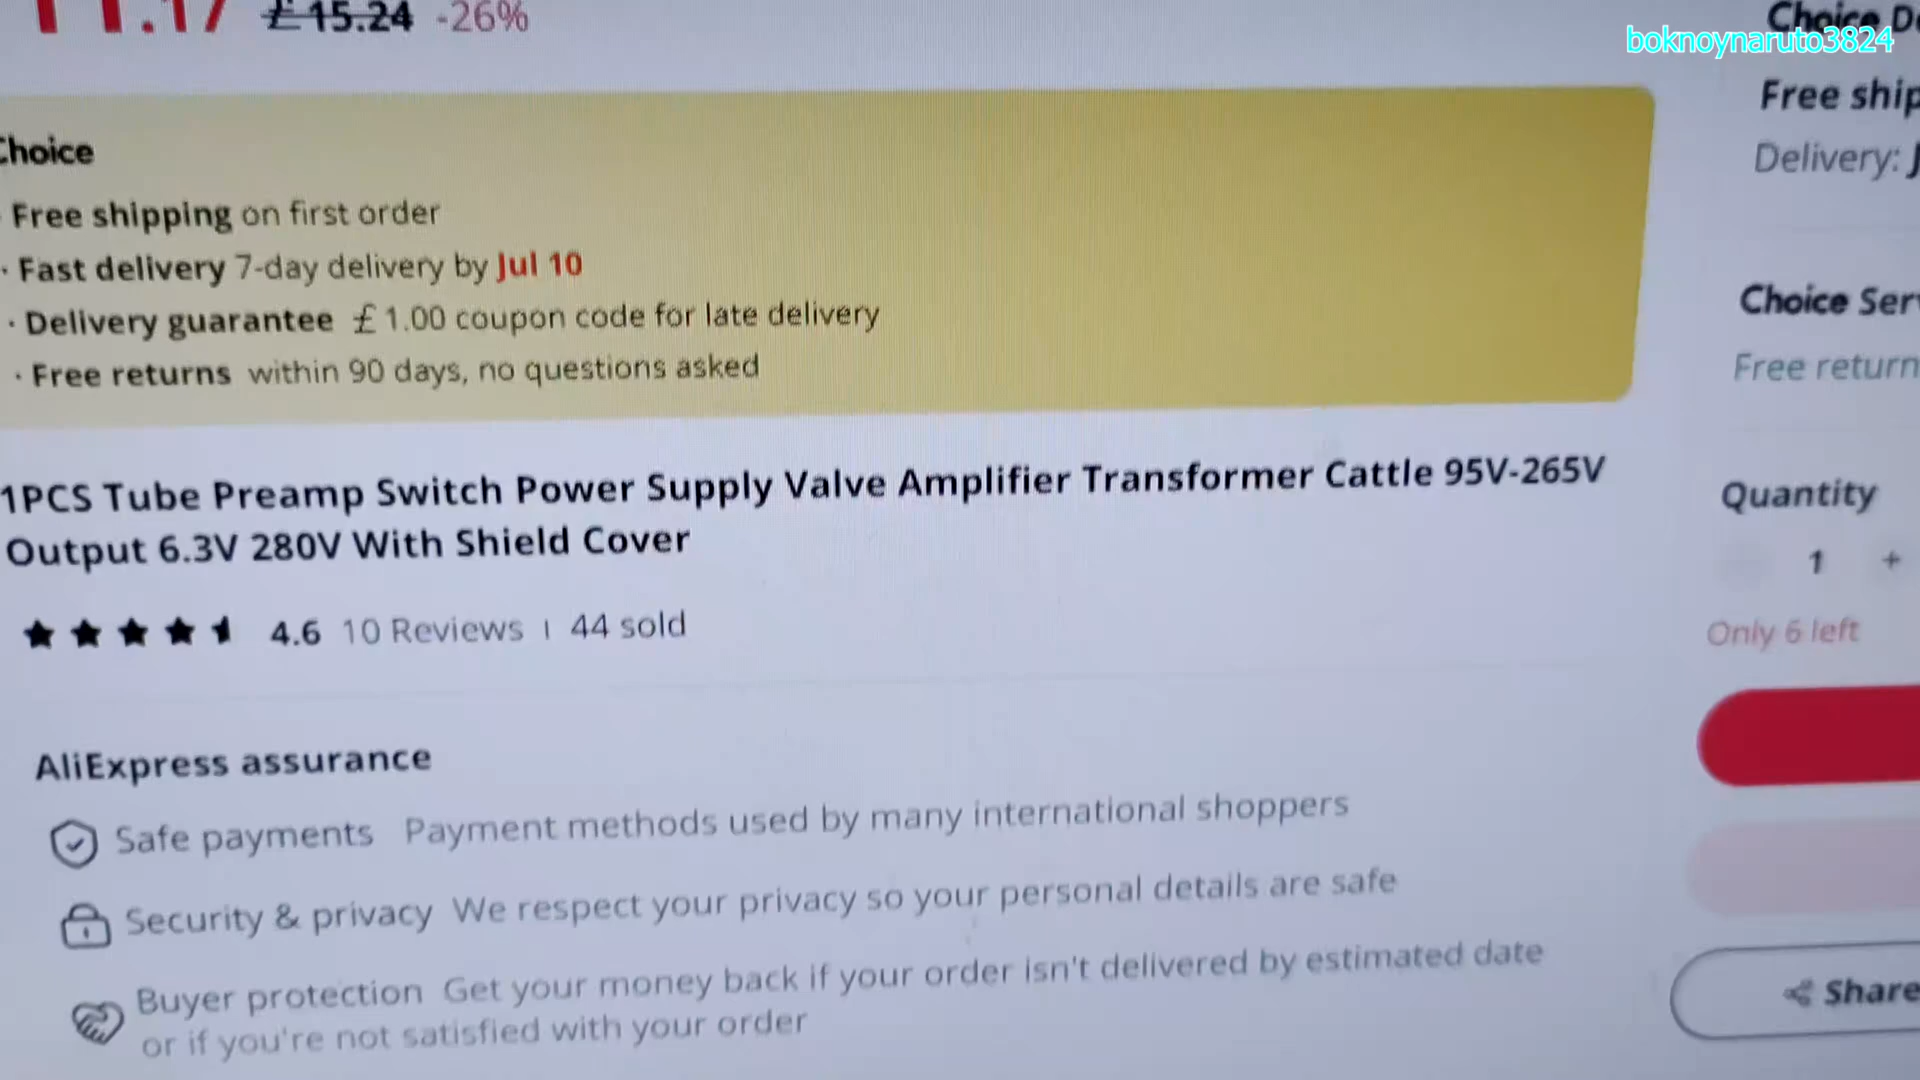 £15.24 -26%
Choice
boknoynaruto3824
Free ship
Delivery:
· Free shipping on first order
· Fast delivery 7-day delivery by Jul 10
· Delivery guarantee £1.00 coupon code for late delivery
· Free returns within 90 days, no questions asked
Choice Serv
Free return
1PCS Tube Preamp Switch Power Supply Valve Amplifier Transformer Cattle 95V-265V
Output 6.3V 280V With Shield Cover
4.6 10 Reviews | 44 sold
Quantity
1 +
Only 6 left
AliExpress assurance
Safe payments Payment methods used by many international shoppers
Security & privacy We respect your privacy so your personal details are safe
Buyer protection Get your money back if your order isn't delivered by estimated date
or if you're not satisfied with your order
Share